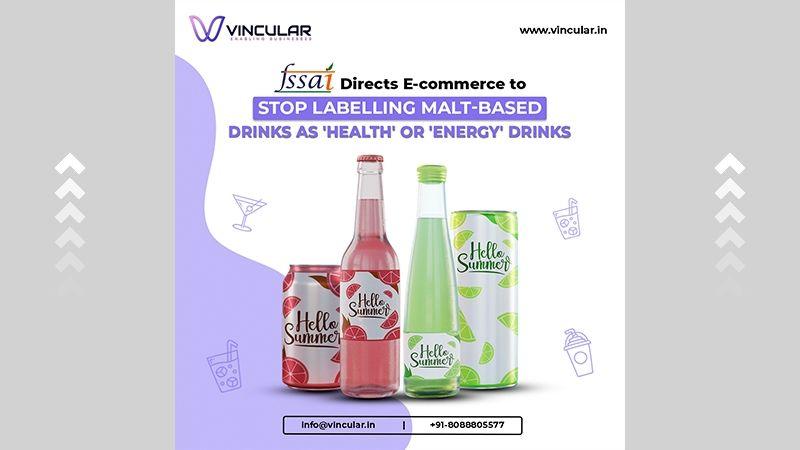 VINCULAR
ENABLING BUSINESSES
www.vincular.in
fssai Directs E-commerce to
STOP LABELLING MALT-BASED
DRINKS AS 'HEALTH' OR 'ENERGY' DRINKS
Hello
Summer
Hello
Summer
Hello
Summer
Hello
Summer
info@vincular.in | +91-8088805577